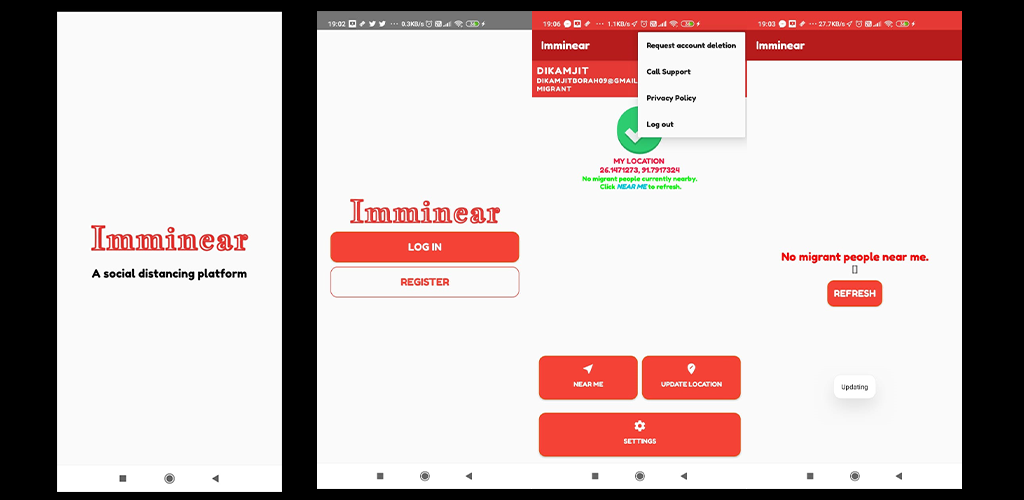 Imminear
A social distancing platform
19:02
0.3KB/s
Imminear
LOG IN
REGISTER
19:06
1.1KB/s
Imminear
Request account deletion
Call Support
Privacy Policy
Log out
DIKAMJIT
DIKAMJITBORAH09@GMAIL
MIGRANT
MY LOCATION
26.1471273, 91.7917324
No migrant people currently nearby.
Click NEAR ME to refresh.
NEAR ME
UPDATE LOCATION
SETTINGS
19:03
27.7KB/s
Imminear
No migrant people near me.
REFRESH
Updating